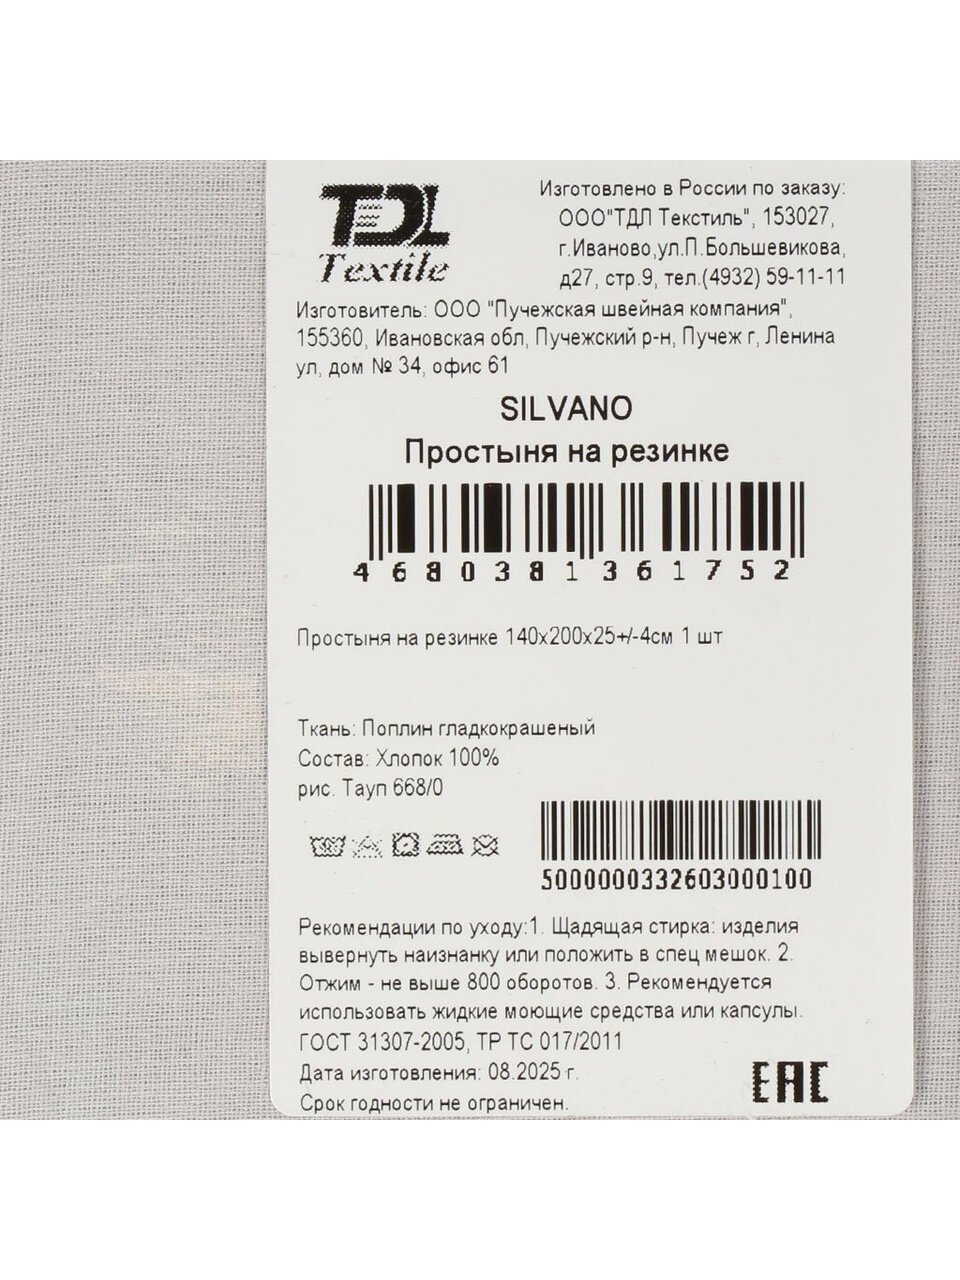 TDL
Textile
Изготовлено в России по заказу:
ООО"ТДЛ Текстиль", 153027,
г.Иваново,ул.П.Большевикова,
д27, стр.9, тел.(4932) 59-11-11
Изготовитель: ООО "Пучежская швейная компания",
155360, Ивановская обл, Пучежский р-н, Пучеж г, Ленина
ул, дом № 34, офис 61
SILVANO
Простыня на резинке
4680381361752
Простыня на резинке 140х200х25+/-4см 1 шт
Ткань: Поплин гладкокрашеный
Состав: Хлопок 100%
рис. Тауп 668/0
5000000332603000100
Рекомендации по уходу:1. Щадящая стирка: изделия
вывернуть наизнанку или положить в спец мешок. 2.
Отжим - не выше 800 оборотов. 3. Рекомендуется
использовать жидкие моющие средства или капсулы.
ГОСТ 31307-2005, ТР ТС 017/2011
Дата изготовления: 08.2025 г.
Срок годности не ограничен.
EAC